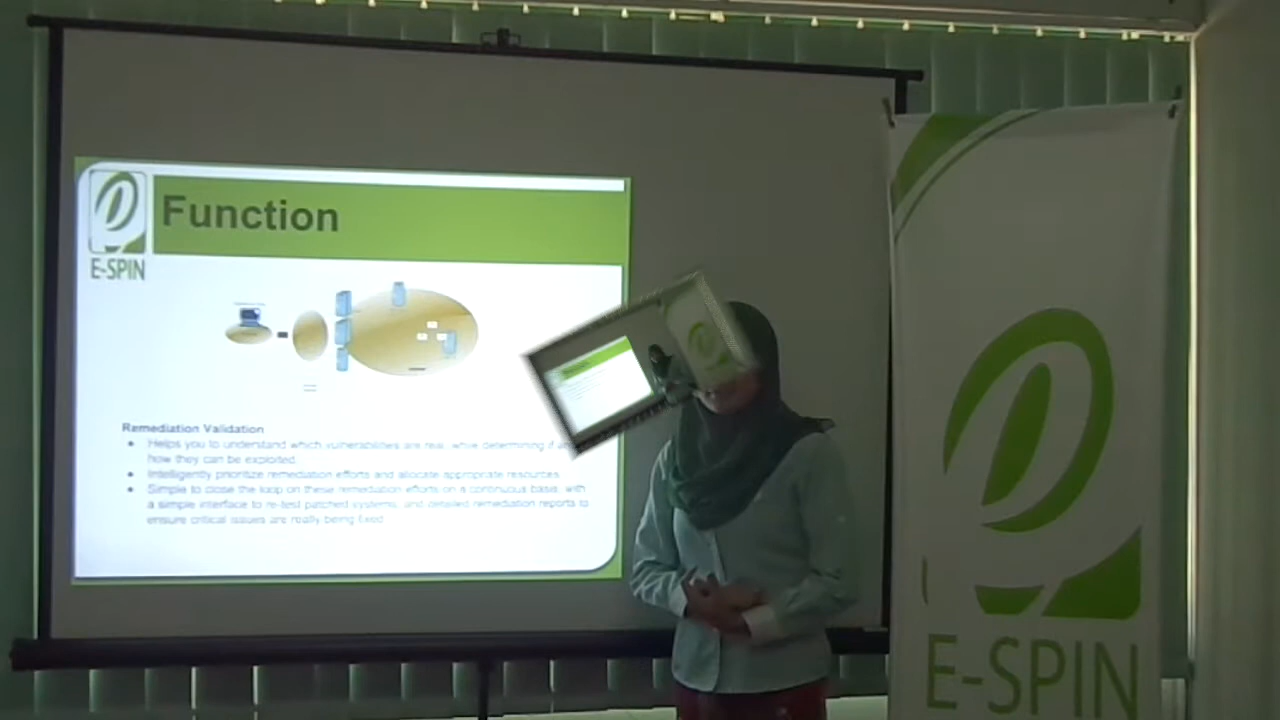 Function
E-SPIN
Remediation Validation
Helps you to understand which vulnerabilities are real, while determining if
how they can be exploited.
Intelligently prioritize remediation efforts and allocate appropriate resources.
Simple to close the loop on these remediation efforts on a continuous basis, with
a simple interface to re-test patched systems, and detailed remediation reports to
ensure critical issues are really being fixed.
E-SPIN